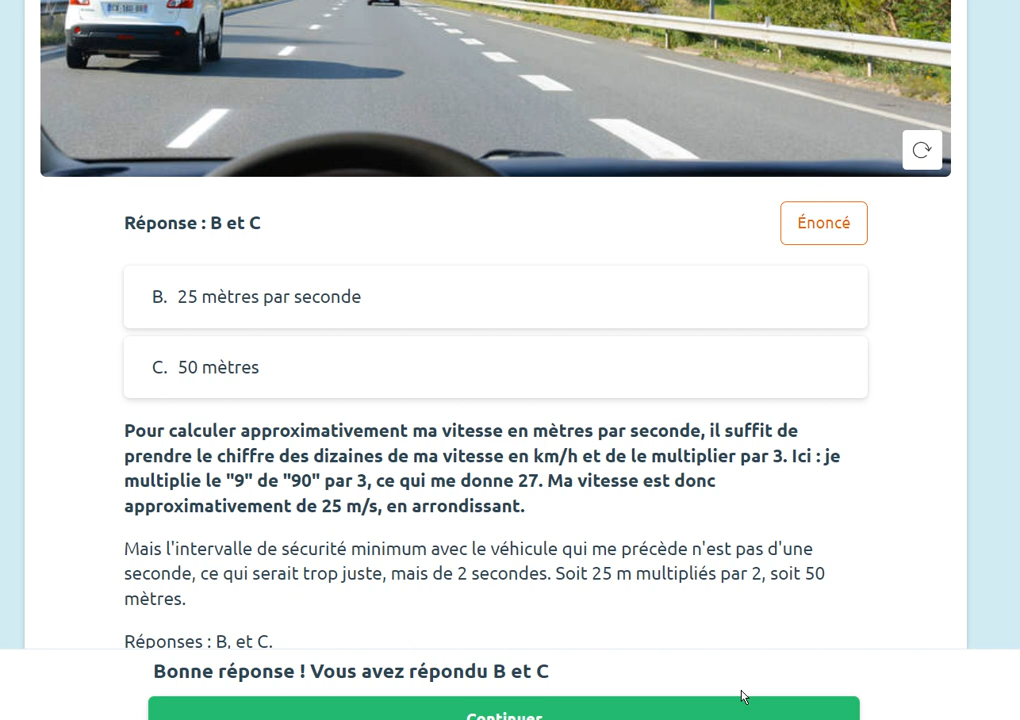 Réponse : B et C
Énoncé
B. 25 mètres par seconde
C. 50 mètres
Pour calculer approximativement ma vitesse en mètres par seconde, il suffit de
prendre le chiffre des dizaines de ma vitesse en km/h et de le multiplier par 3. Ici : je
multiplie le "9" de "90" par 3, ce qui me donne 27. Ma vitesse est donc
approximativement de 25 m/s, en arrondissant.
Mais l'intervalle de sécurité minimum avec le véhicule qui me précède n'est pas d'une
seconde, ce qui serait trop juste, mais de 2 secondes. Soit 25 m multipliés par 2, soit 50
mètres.
Réponses : B, et C.
Bonne réponse ! Vous avez répondu B et C
Continuer